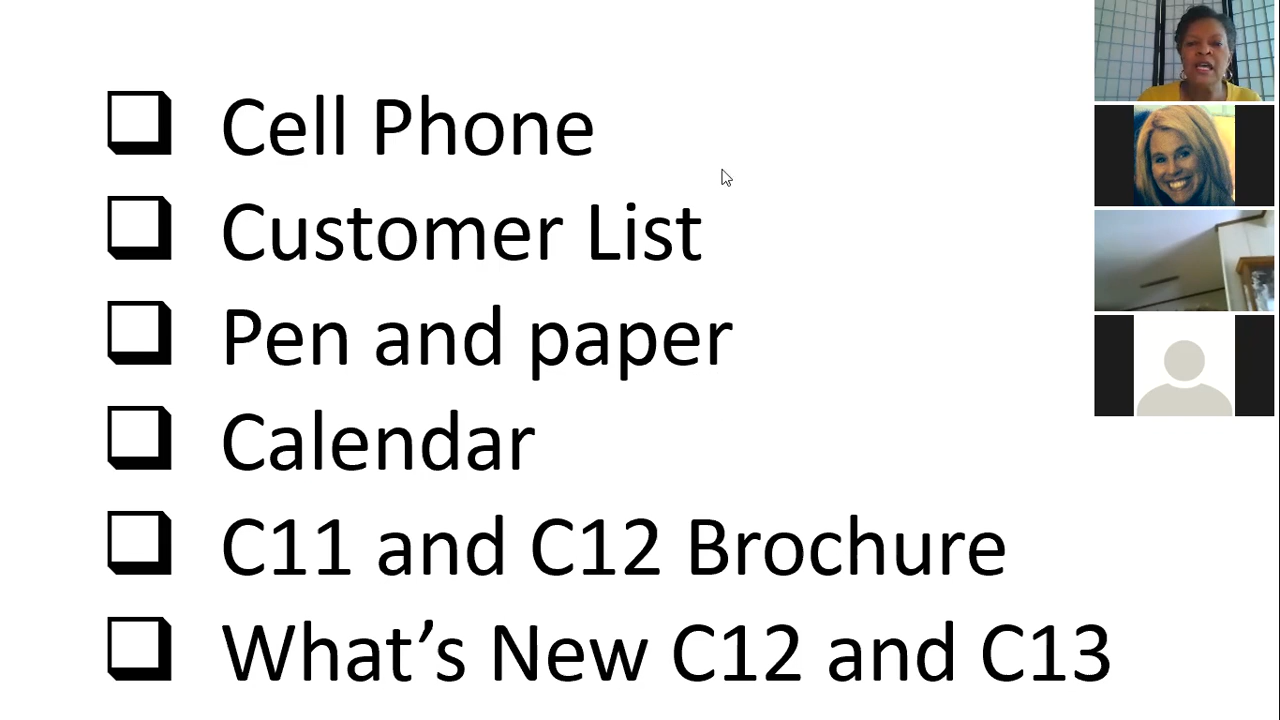 Cell Phone
Customer List
Pen and paper
Calendar
C11 and C12 Brochure
What’s New C12 and C13